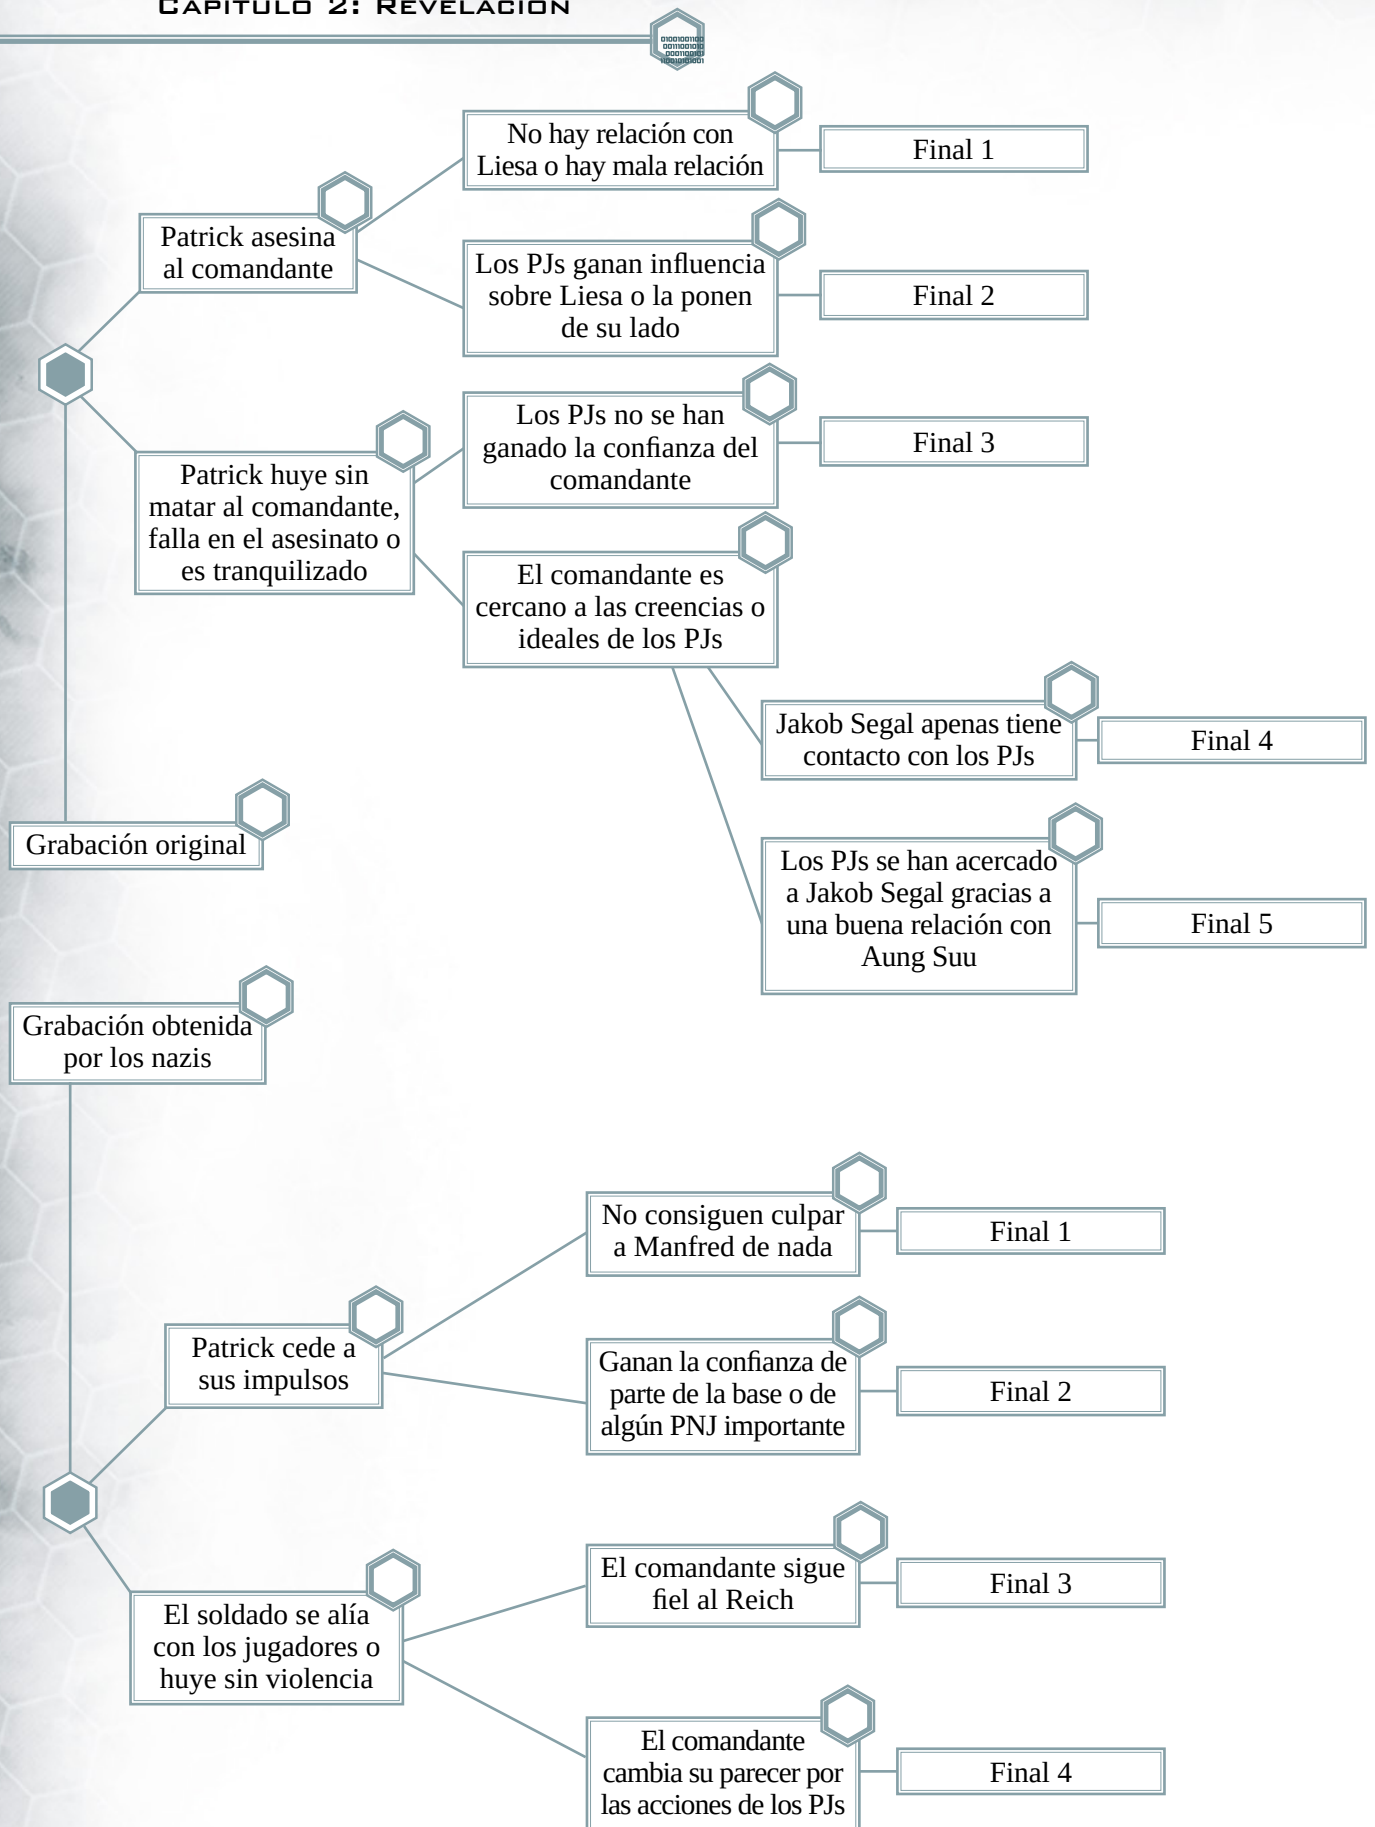 CAPÍTULO 2: REVELACIÓN
01001001100
0011001010
0001100101
110010101001
No hay relación con
Liesa o hay mala relación
Final 1
Patrick asesina
al comandante
Los PJs ganan influencia
sobre Liesa o la ponen
de su lado
Final 2
Los PJs no se han
ganado la confianza del
comandante
Final 3
Patrick huye sin
matar al comandante,
falla en el asesinato o
es tranquilizado
El comandante es
cercano a las creencias o
ideales de los PJs
Jakob Segal apenas tiene
contacto con los PJs
Final 4
Grabación original
Los PJs se han acercado
a Jakob Segal gracias a
una buena relación con
Aung Suu
Final 5
Grabación obtenida
por los nazis
No consiguen culpar
a Manfred de nada
Final 1
Patrick cede a
sus impulsos
Ganan la confianza de
parte de la base o de
algún PNJ importante
Final 2
El comandante sigue
fiel al Reich
Final 3
El soldado se alía
con los jugadores o
huye sin violencia
El comandante
cambia su parecer por
las acciones de los PJs
Final 4